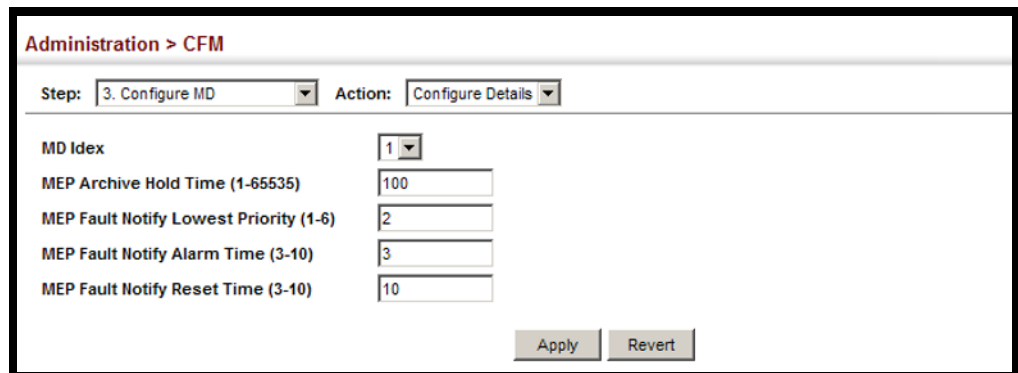 Administration > CFM
Step: 3. Configure MD Action: Configure Details
MD Idex 1
MEP Archive Hold Time (1-65535) 100
MEP Fault Notify Lowest Priority (1-6) 2
MEP Fault Notify Alarm Time (3-10) 3
MEP Fault Notify Reset Time (3-10) 10
Apply Revert